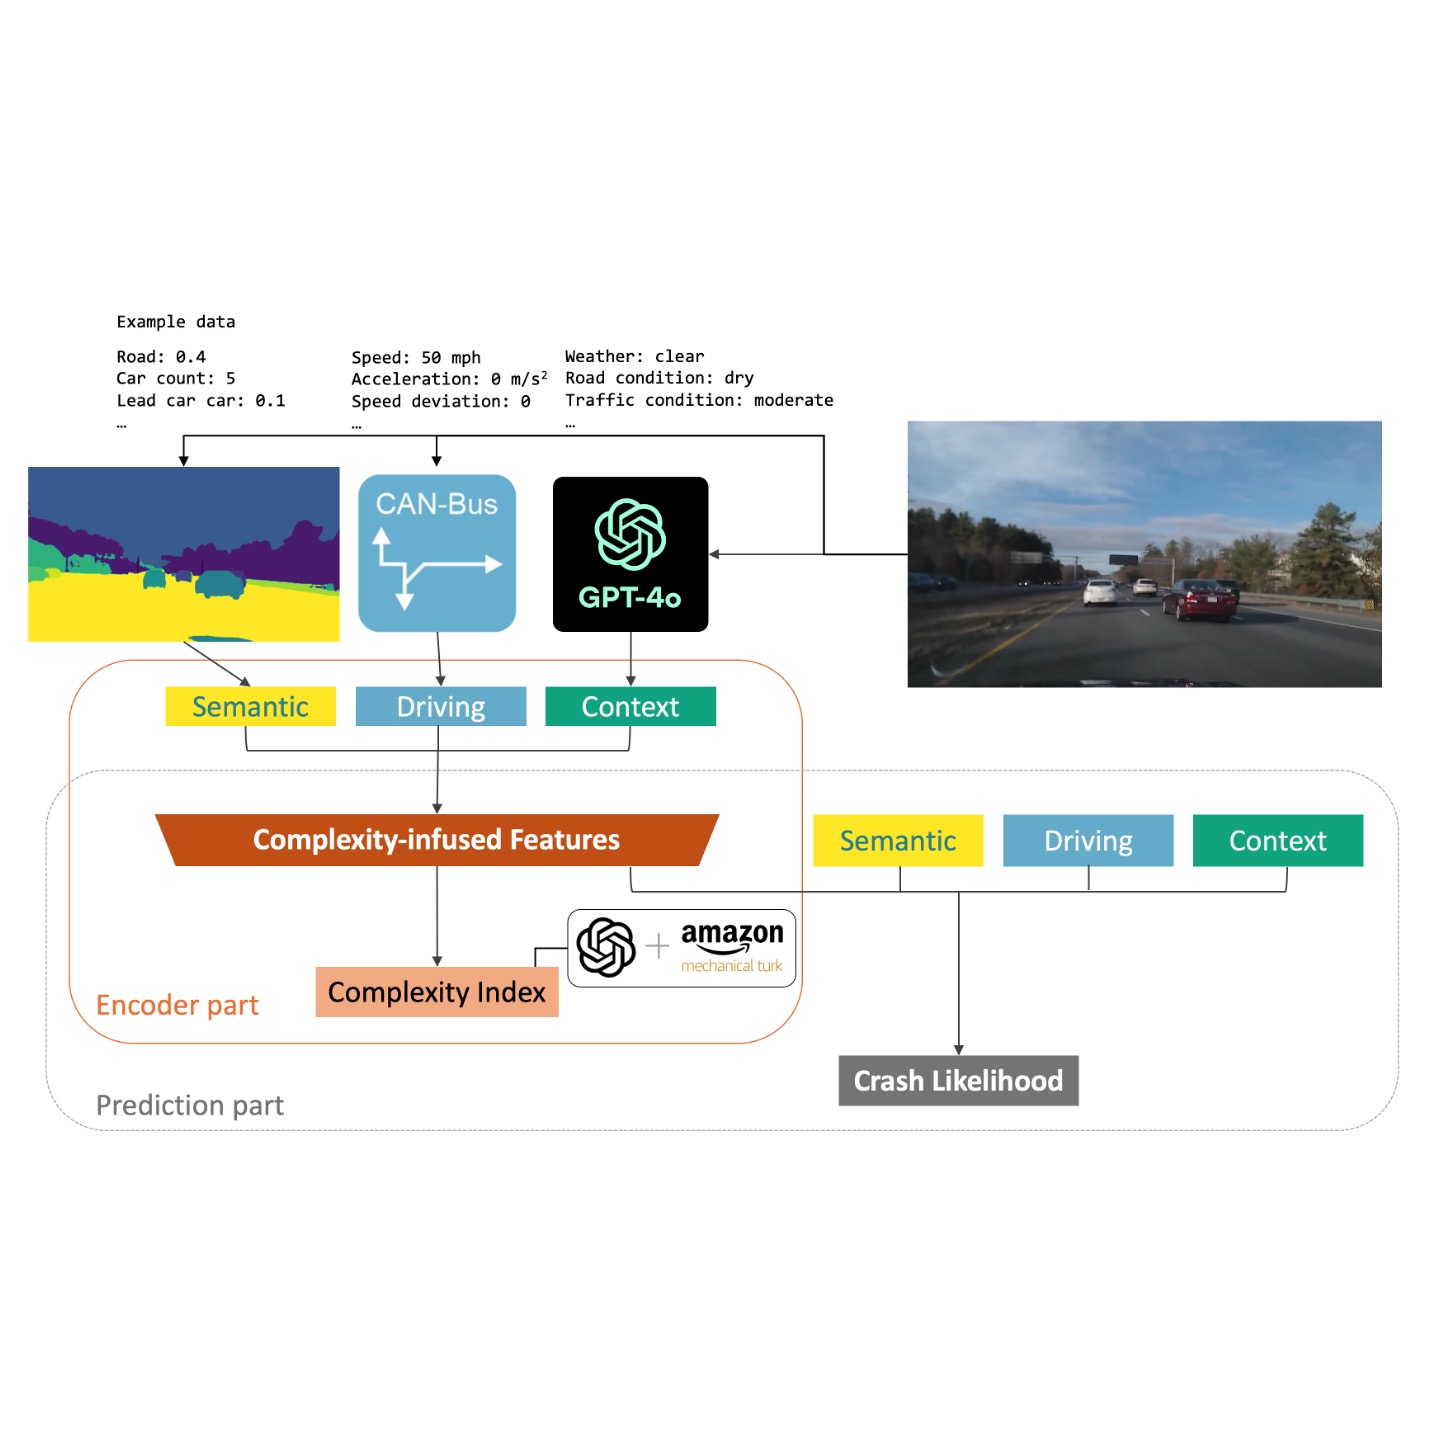 Example data
Road: 0.4
Car count: 5
Lead car car: 0.1
…
Speed: 50 mph
Acceleration: 0 m/s²
Speed deviation: 0
…
Weather: clear
Road condition: dry
Traffic condition: moderate
…
CAN-Bus
GPT-4o
Semantic
Driving
Context
Complexity-infused Features
Semantic
Driving
Context
+
amazon
mechanical turk
Complexity Index
Encoder part
Crash Likelihood
Prediction part